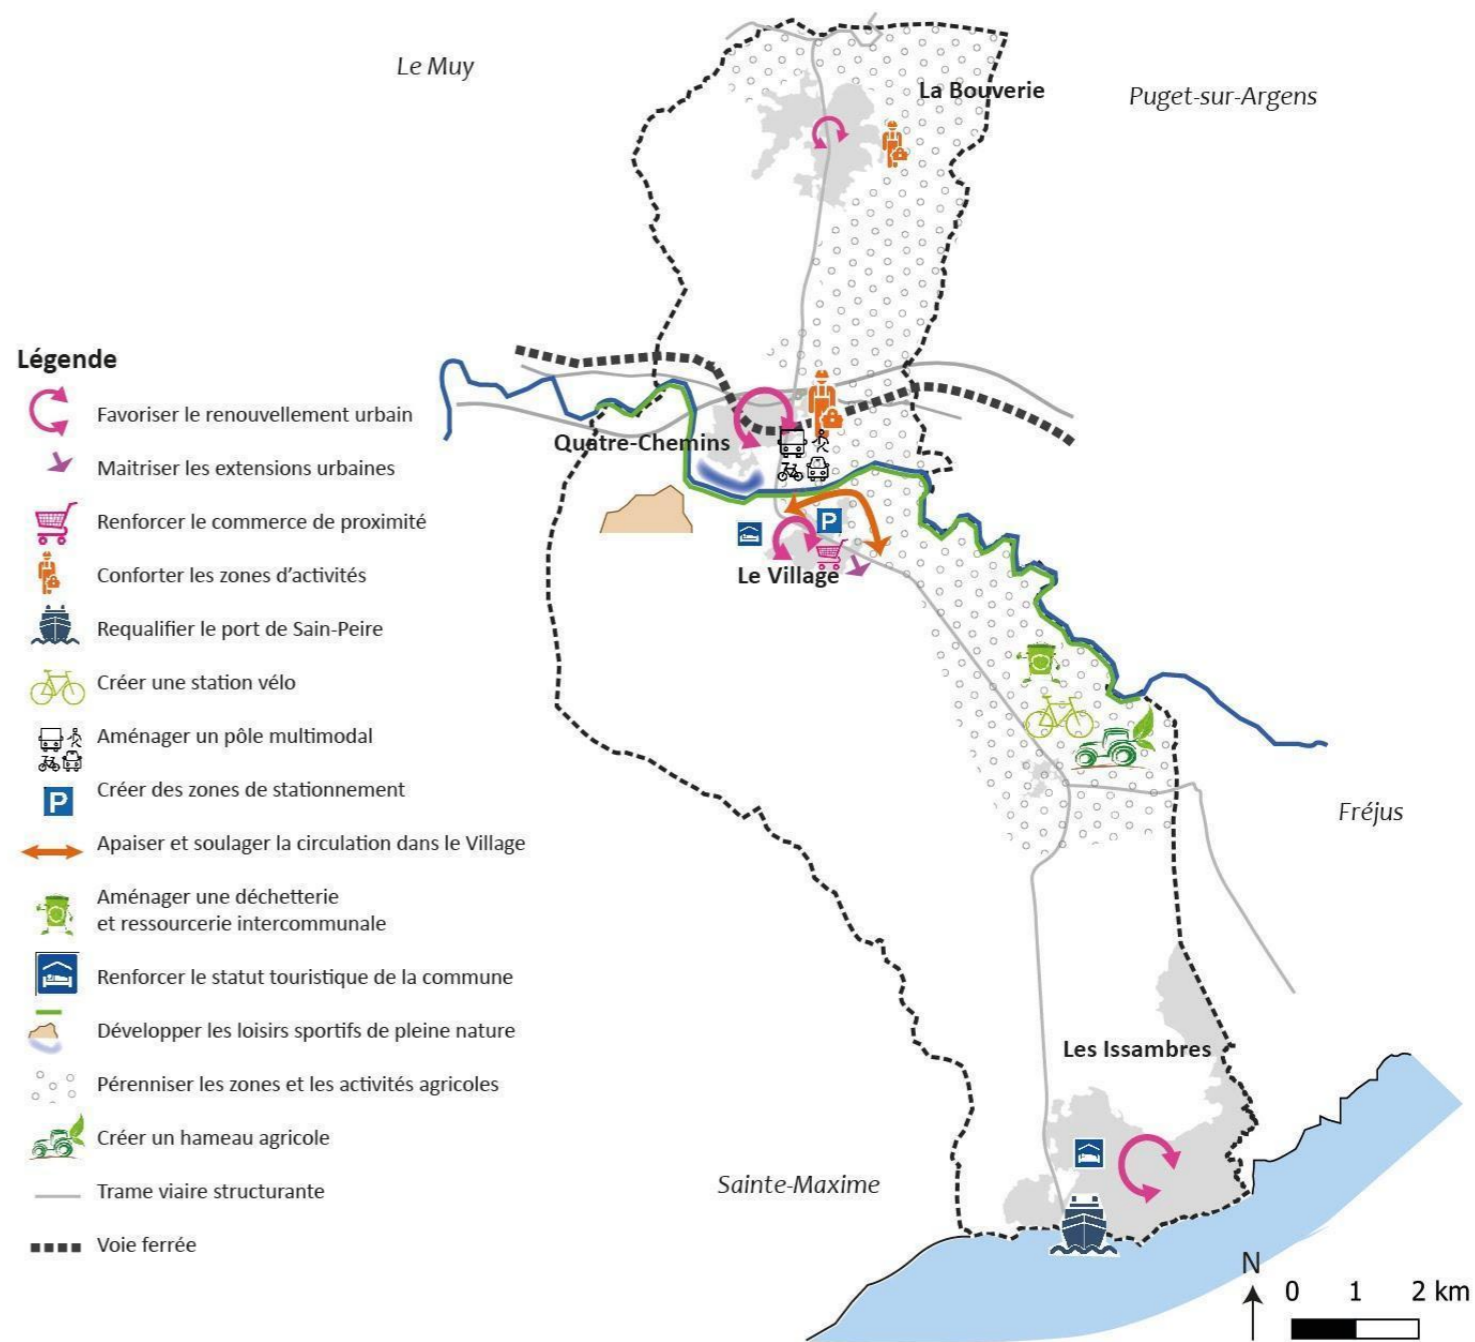 Le Muy
La Bouverie
Puget-sur-Argens
Légende
Favoriser le renouvellement urbain
Maitriser les extensions urbaines
Renforcer le commerce de proximité
Conforter les zones d'activités
Requalifier le port de Sain-Peire
Créer une station vélo
Aménager un pôle multimodal
P
Créer des zones de stationnement
Apaiser et soulager la circulation dans le Village
Aménager une déchetterie
et ressourcerie intercommunale
Renforcer le statut touristique de la commune
Développer les loisirs sportifs de pleine nature
Pérenniser les zones et les activités agricoles
Créer un hameau agricole
Trame viaire structurante
Voie ferrée
Quatre-Chemins
P
Le Village
Fréjus
Les Issambres
Sainte-Maxime
N
0 1 2 km